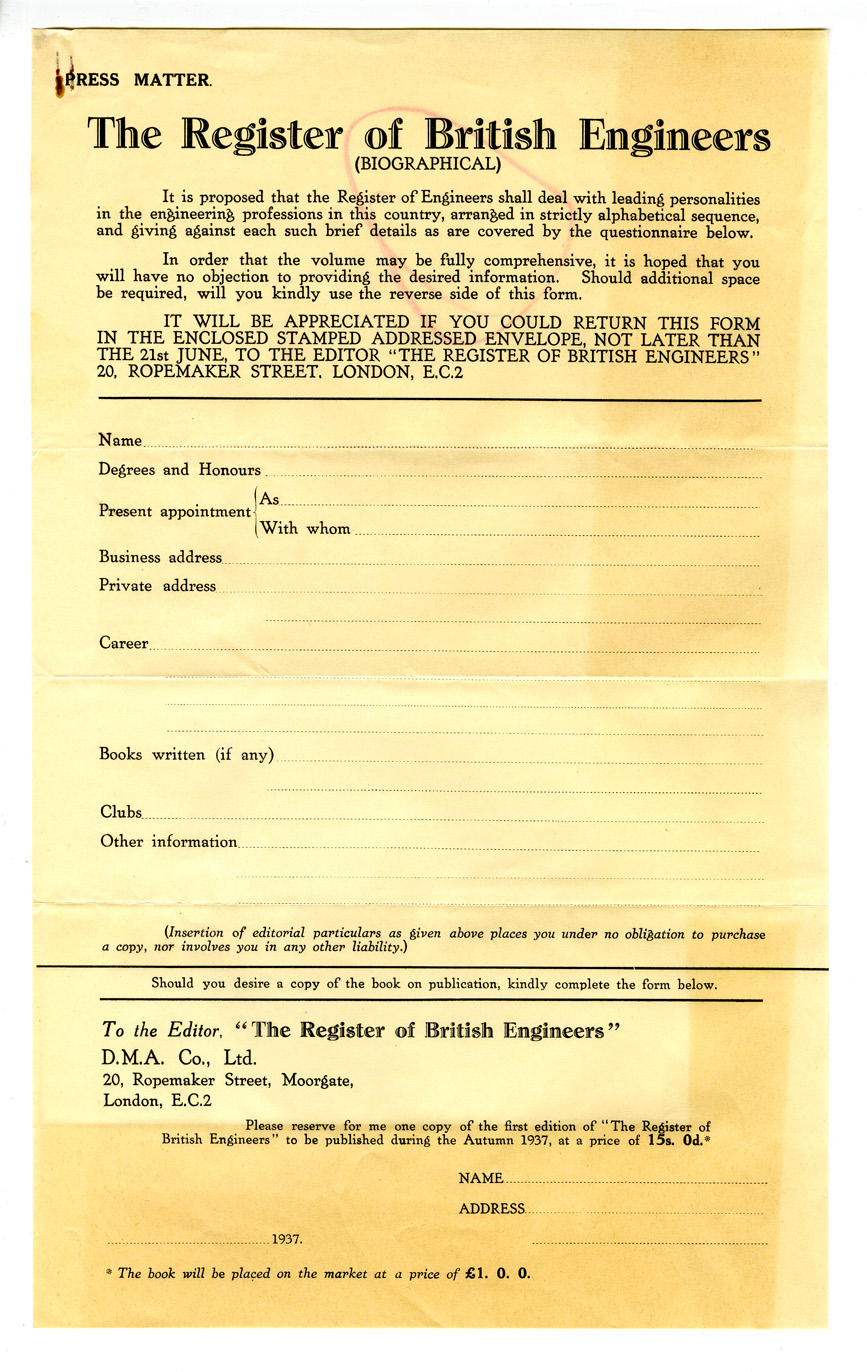 PRESS MATTER.
The Register of British Engineers
(BIOGRAPHICAL)
It is proposed that the Register of Engineers shall deal with leading personalities
in the engineering professions in this country, arranged in strictly alphabetical sequence,
and giving against each such brief details as are covered by the questionnaire below.
In order that the volume may be fully comprehensive, it is hoped that you
will have no objection to providing the desired information. Should additional space
be required, will you kindly use the reverse side of this form.
IT WILL BE APPRECIATED IF YOU COULD RETURN THIS FORM
IN THE ENCLOSED STAMPED ADDRESSED ENVELOPE, NOT LATER THAN
THE 21st JUNE, TO THE EDITOR "THE REGISTER OF BRITISH ENGINEERS"
20, ROPEMAKER STREET. LONDON, E.C.2
Name
Degrees and Honours
Present appointment
As
With whom
Business address
Private address
Career
Books written (if any)
Clubs
Other information
(Insertion of editorial particulars as given above places you under no obligation to purchase
a copy, nor involves you in any other liability.)
Should you desire a copy of the book on publication, kindly complete the form below.
To the Editor, "The Register of British Engineers"
D.M.A. Co., Ltd.
20, Ropemaker Street, Moorgate,
London, E.C.2
Please reserve for me one copy of the first edition of "The Register of
British Engineers" to be published during the Autumn 1937, at a price of 15s. 0d.*
NAME
ADDRESS
1937.
* The book will be placed on the market at a price of £1. 0. 0.